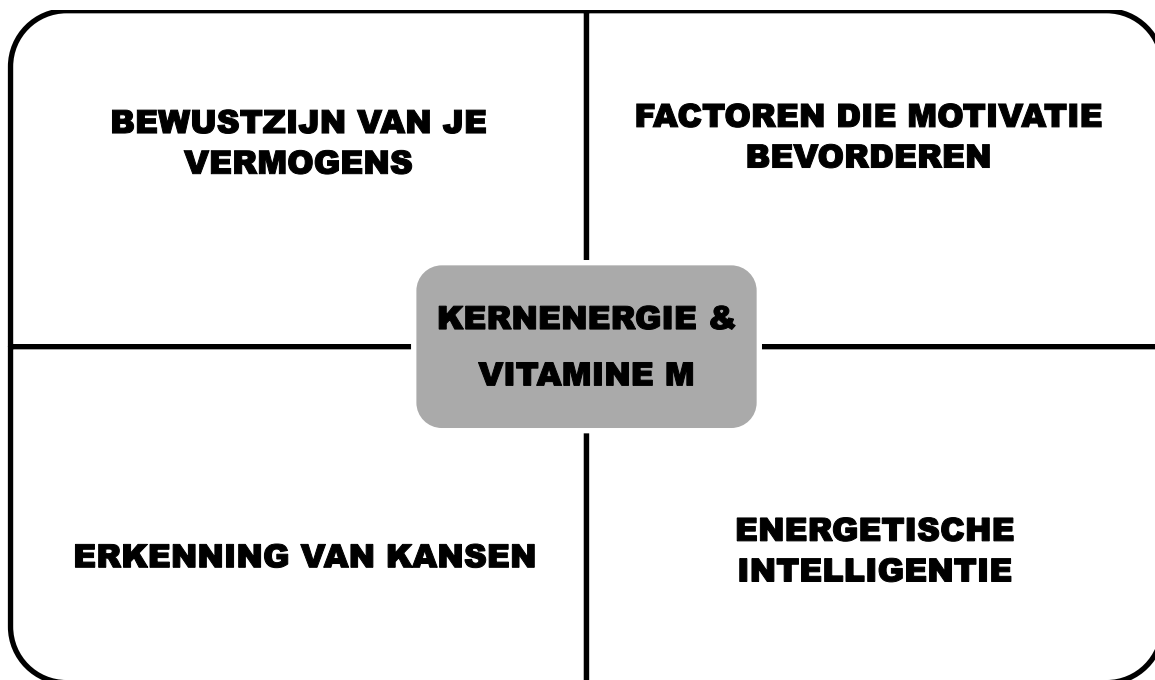 BEWUSTZIJN VAN JE
VERMOGENS
FACTOREN DIE MOTIVATIE
BEVORDEREN
KERNENERGIE &
VITAMINE M
ERKENNING VAN KANSEN
ENERGETISCHE
INTELLIGENTIE